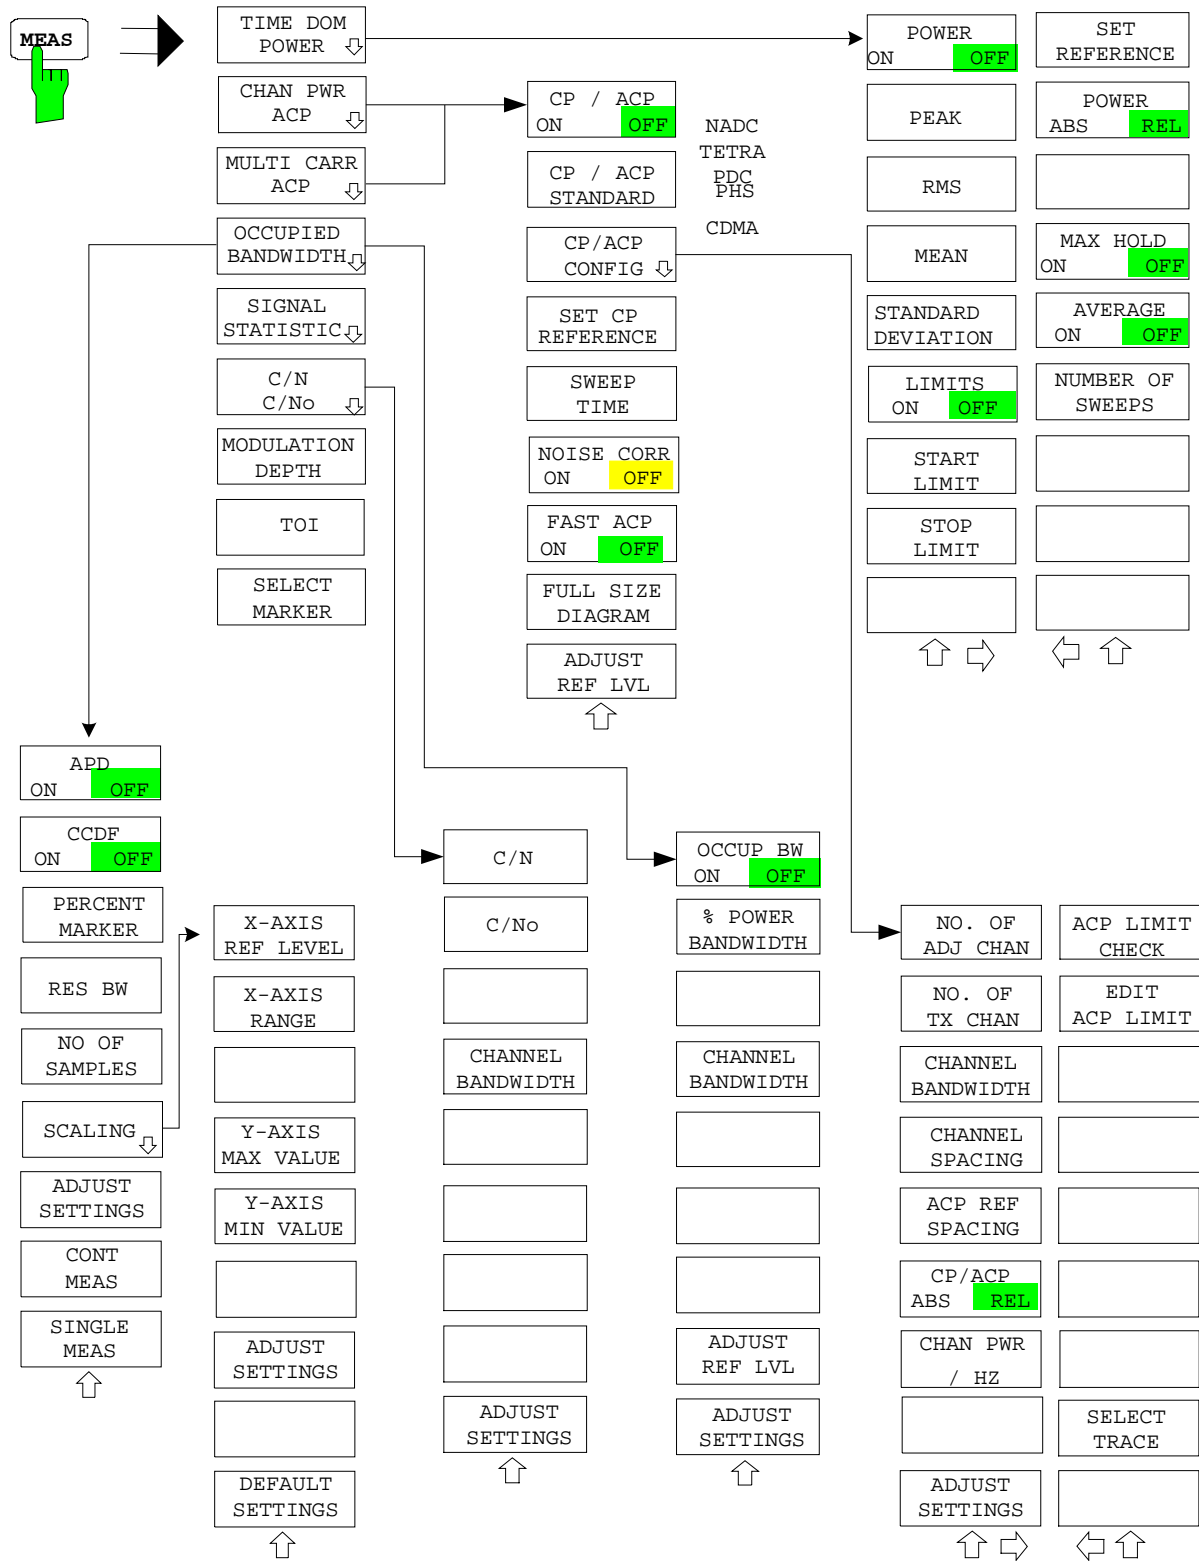 MEAS
TIME DOM
POWER
CHAN PWR
ACP
MULTI CARR
ACP
OCCUPIED
BANDWIDTH
SIGNAL
STATISTIC
C/N
C/No
MODULATION
DEPTH
TOI
SELECT
MARKER
CP / ACP
ON OFF
CP / ACP
STANDARD
CP/ACP
CONFIG
SET CP
REFERENCE
SWEEP
TIME
NOISE CORR
ON OFF
FAST ACP
ON OFF
FULL SIZE
DIAGRAM
ADJUST
REF LVL
NADC
TETRA
PDC
PHS
CDMA
POWER
ON OFF
PEAK
RMS
MEAN
STANDARD
DEVIATION
LIMITS
ON OFF
START
LIMIT
STOP
LIMIT
SET
REFERENCE
POWER
ABS REL
MAX HOLD
ON OFF
AVERAGE
ON OFF
NUMBER OF
SWEEPS
APD
ON OFF
CCDF
ON OFF
PERCENT
MARKER
RES BW
NO OF
SAMPLES
SCALING
ADJUST
SETTINGS
CONT
MEAS
SINGLE
MEAS
X-AXIS
REF LEVEL
X-AXIS
RANGE
Y-AXIS
MAX VALUE
Y-AXIS
MIN VALUE
ADJUST
SETTINGS
DEFAULT
SETTINGS
C/N
C/No
CHANNEL
BANDWIDTH
ADJUST
SETTINGS
OCCUP BW
ON OFF
% POWER
BANDWIDTH
CHANNEL
BANDWIDTH
ADJUST
REF LVL
ADJUST
SETTINGS
NO. OF
ADJ CHAN
NO. OF
TX CHAN
CHANNEL
BANDWIDTH
CHANNEL
SPACING
ACP REF
SPACING
CP/ACP
ABS REL
CHAN PWR
/ HZ
ADJUST
SETTINGS
ACP LIMIT
CHECK
EDIT
ACP LIMIT
SELECT
TRACE